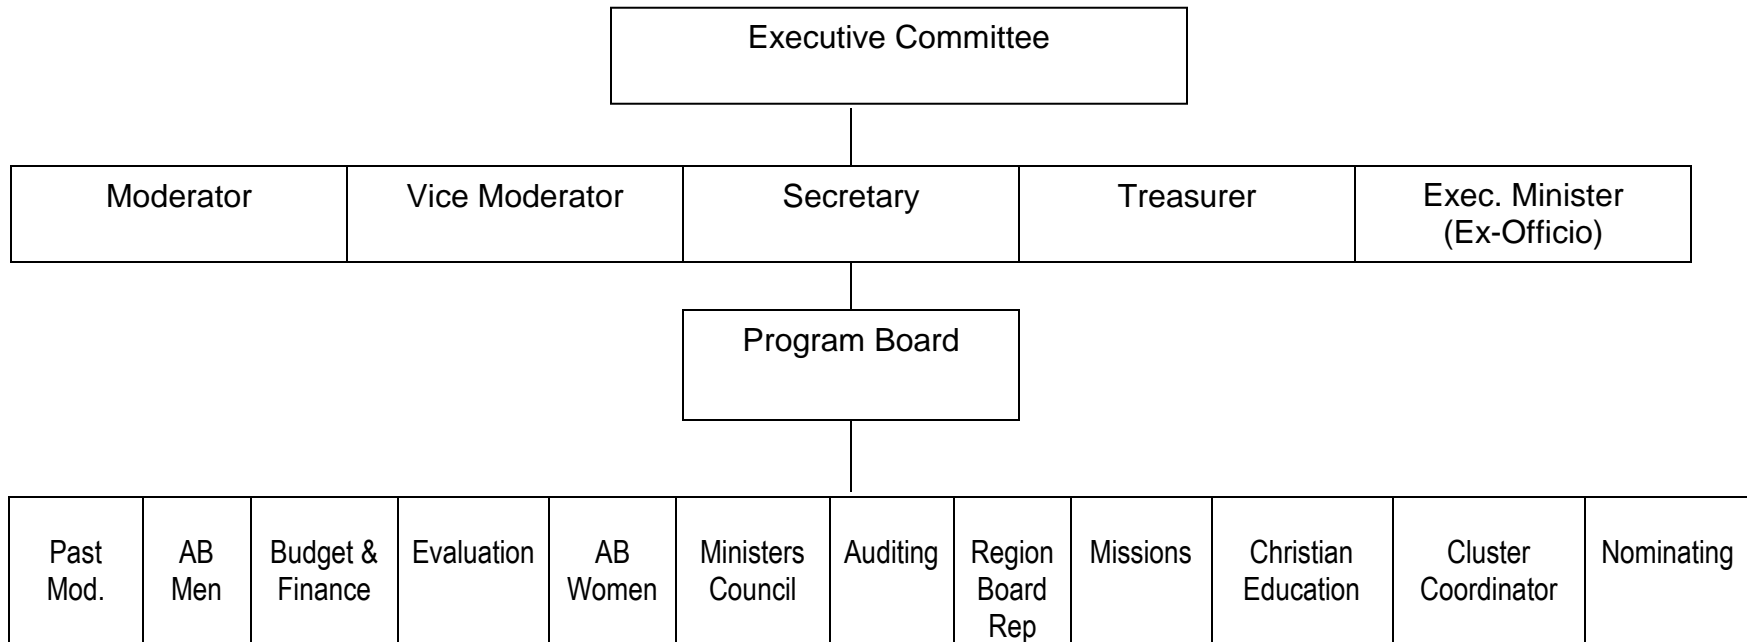 Executive Committee
Moderator
Vice Moderator
Secretary
Treasurer
Exec. Minister
(Ex-Officio)
Program Board
Past
Mod.
AB
Men
Budget &
Finance
Evaluation
AB
Women
Ministers
Council
Auditing
Region
Board
Rep
Missions
Christian
Education
Cluster
Coordinator
Nominating